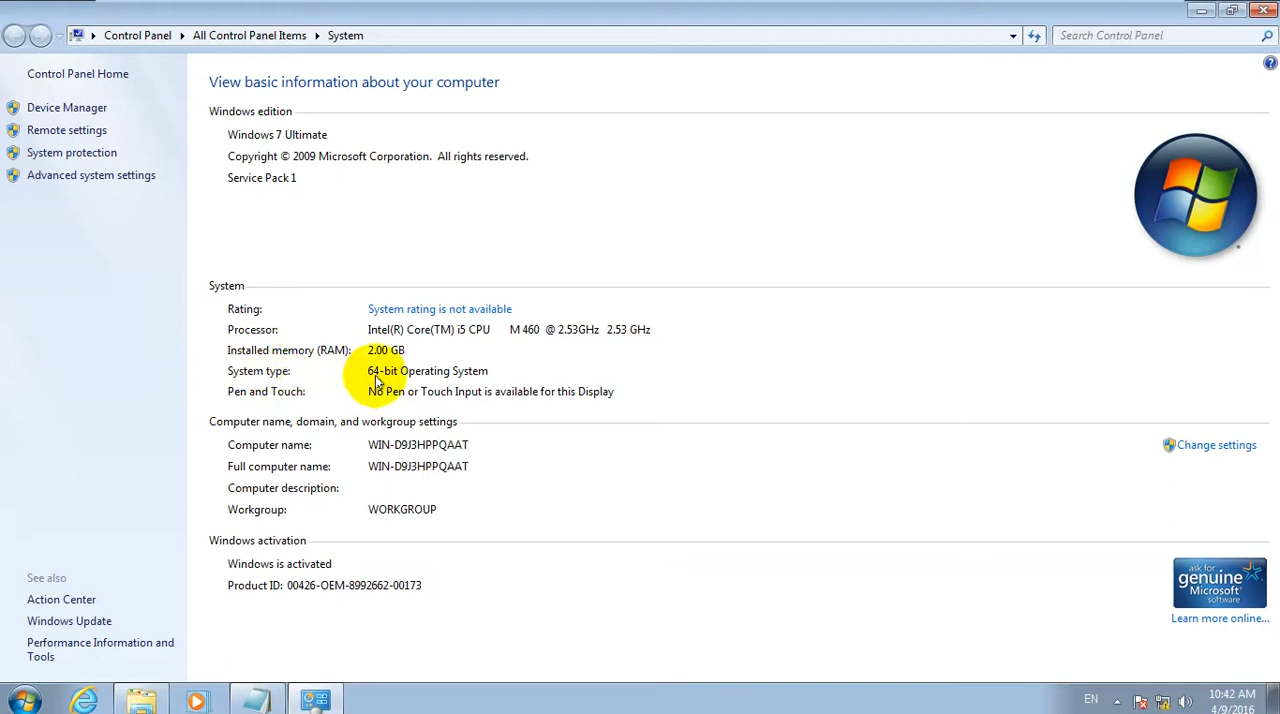 Control Panel ▸ All Control Panel Items ▸ System
Search Control Panel
Control Panel Home
Device Manager
Remote settings
System protection
Advanced system settings
See also
Action Center
Windows Update
Performance Information and
Tools
View basic information about your computer
Windows edition
Windows 7 Ultimate
Copyright © 2009 Microsoft Corporation. All rights reserved.
Service Pack 1
System
Rating: System rating is not available
Processor: Intel(R) Core(TM) i5 CPU M 460 @ 2.53GHz 2.53 GHz
Installed memory (RAM): 2.00 GB
System type: 64-bit Operating System
Pen and Touch: No Pen or Touch Input is available for this Display
Computer name, domain, and workgroup settings
Computer name: WIN-D9J3HPPQAAT
Change settings
Full computer name: WIN-D9J3HPPQAAT
Computer description:
Workgroup: WORKGROUP
Windows activation
Windows is activated
Product ID: 00426-OEM-8992662-00173
ask for
genuine
Microsoft
software
Learn more online...
EN
10:42 AM
4/9/2016